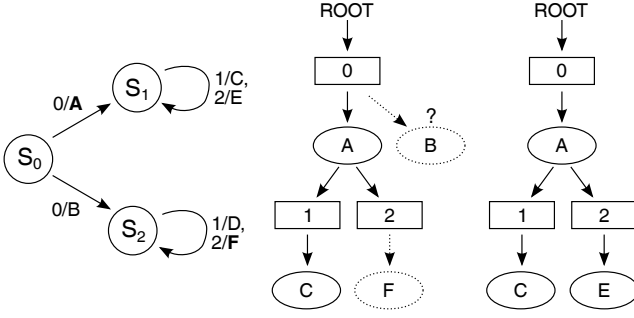 S0
0/A
S1
1/C,
2/E
0/B
S2
1/D,
2/F
ROOT
0
A
?
B
1
2
C
F
ROOT
0
A
1
2
C
E